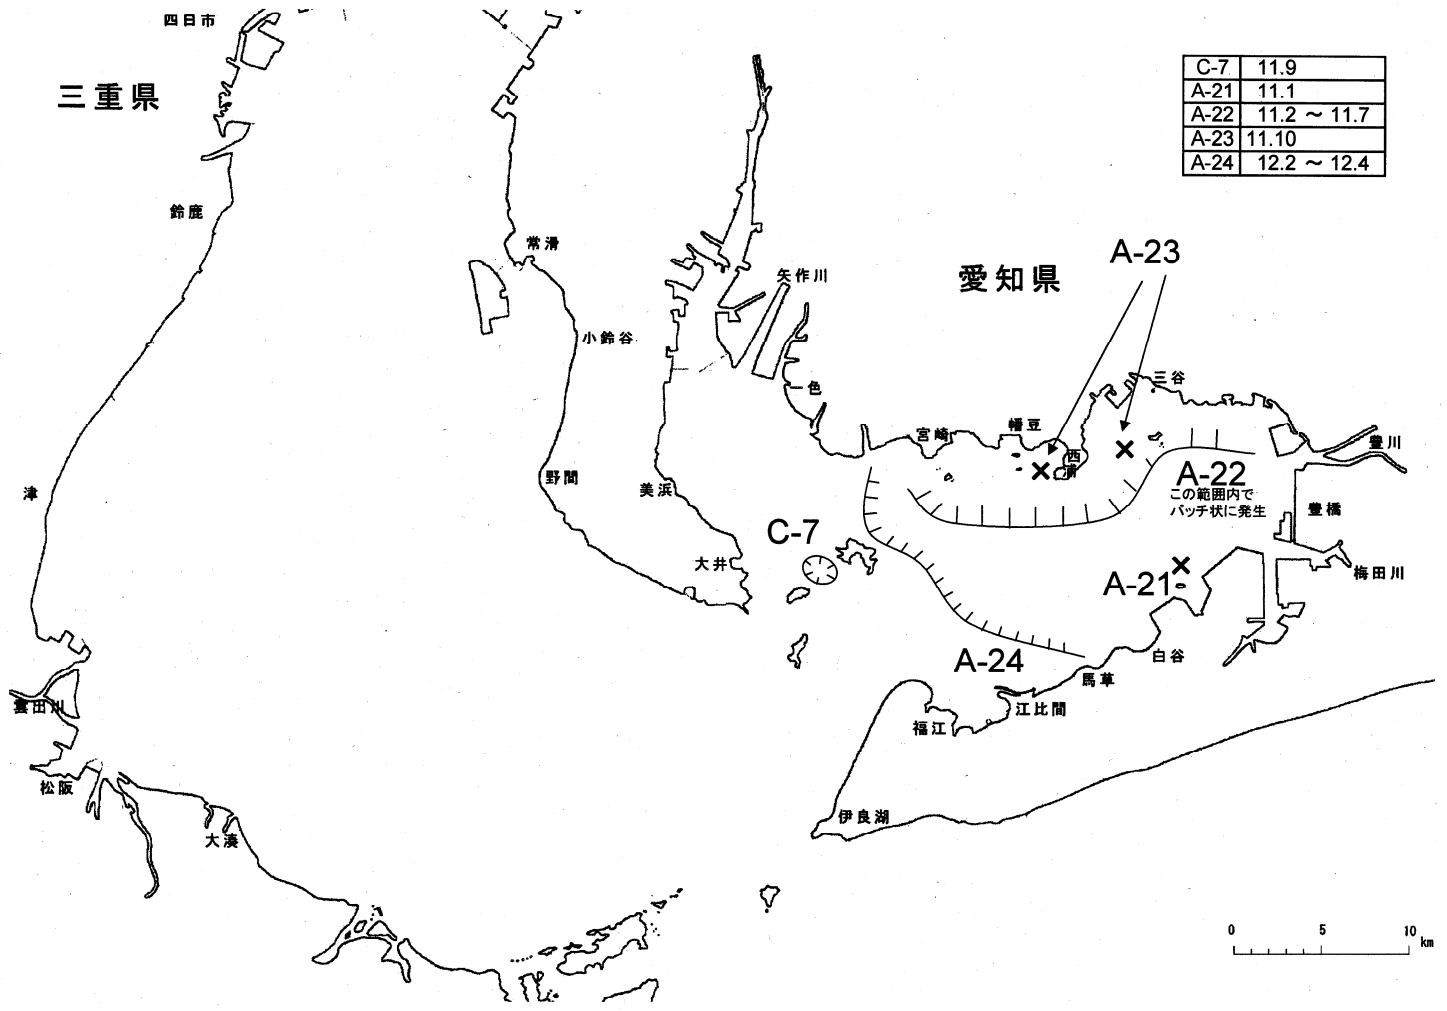 四日市
三重県
C-7 11.9
A-21 11.1
A-22 11.2 ～ 11.7
A-23 11.10
A-24 12.2 ～ 12.4
鈴鹿
常滑
A-23
愛知県
矢作川
小鈴谷
一色
三谷
幡豆
宮崎
西浦
豊川
A-22
この範囲内で
パッチ状に発生
野間
美浜
津
豊橋
C-7
大井
A-21
梅田川
A-24
白谷
馬草
江比間
福江
雲田川
松阪
伊良湖
大湊
0 5 10
km